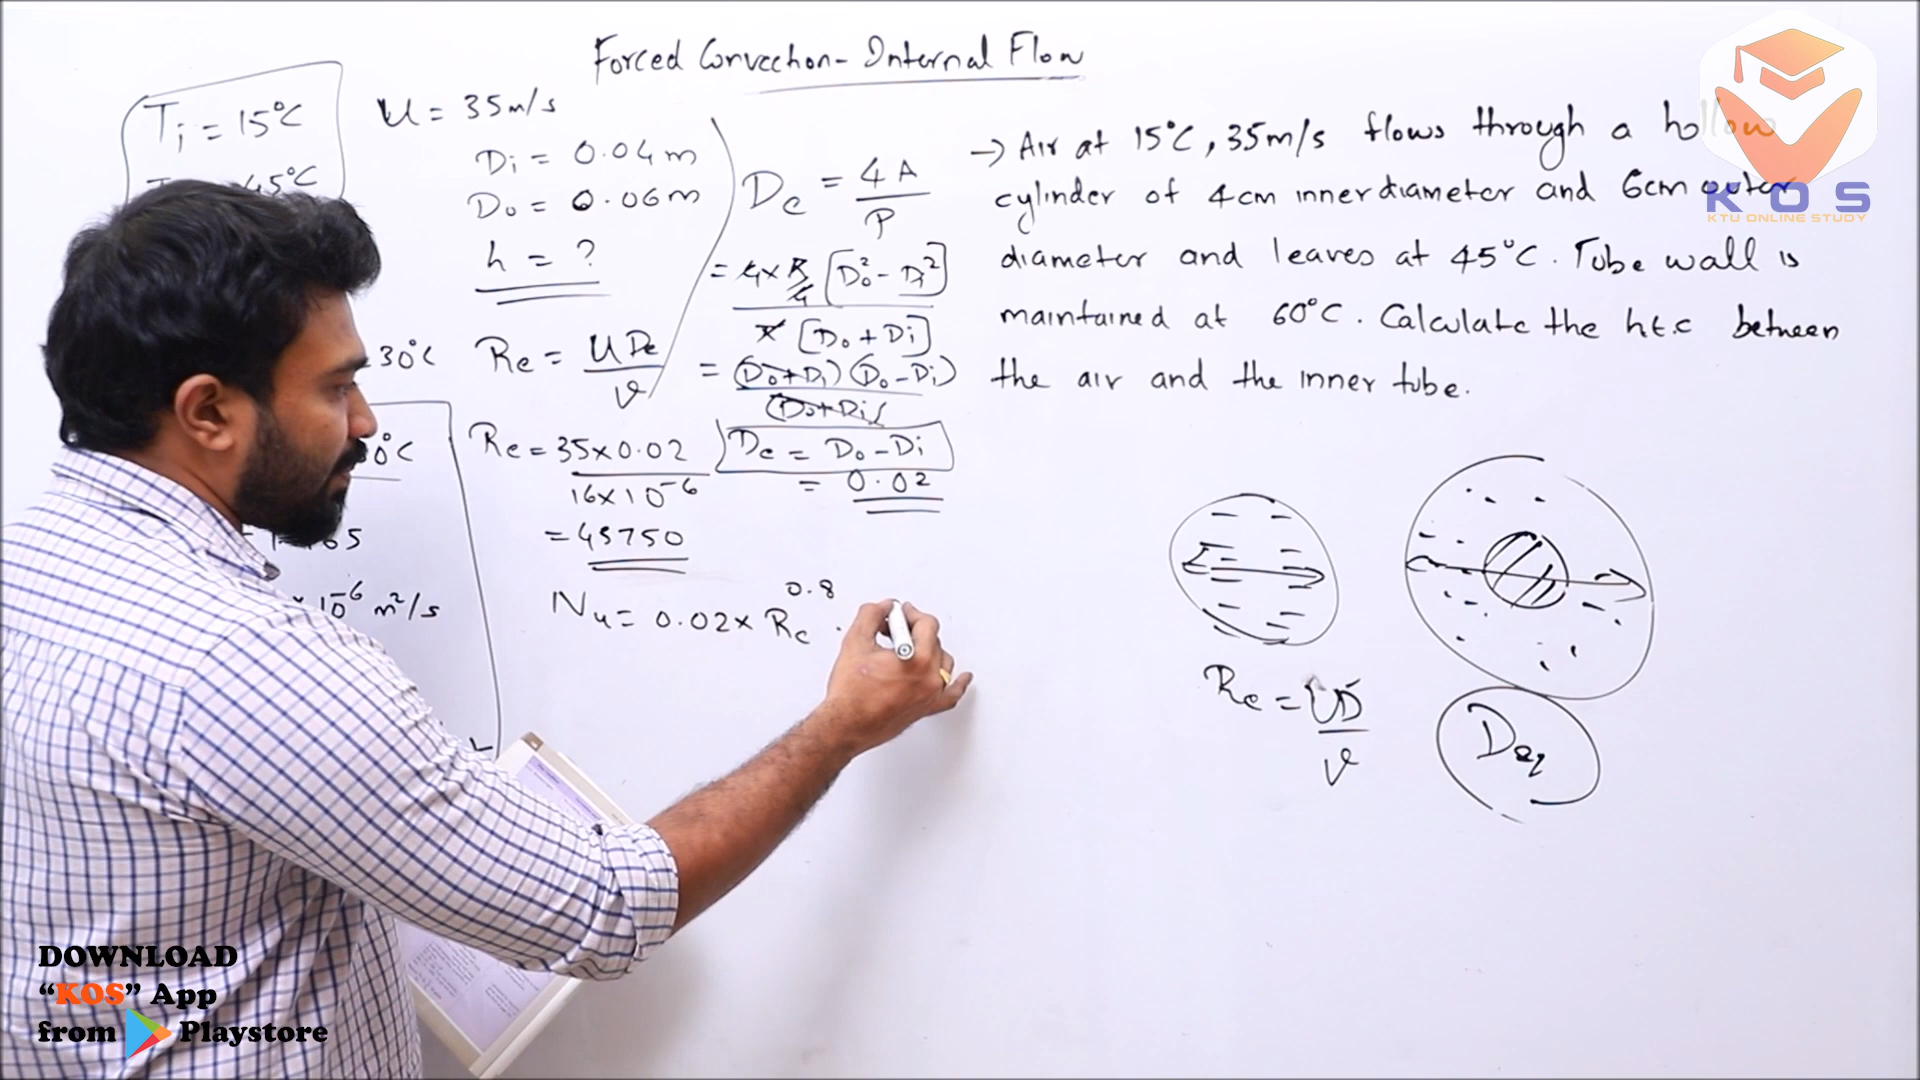 Forced Convection - Internal Flow
Ti = 15°C
45°C
U = 35m/s
Di = 0.04m
Do = 0.06m
h = ?
30°C
Re = UDe
ν
Re = 35×0.02
16×10⁻⁶
= 43750
10⁻⁶ m²/s
Nu = 0.02× Re 0.8
De = 4A
P
= 4×π/4 [Do² - Di²]
π [Do + Di]
= (Do+Di) (Do-Di)
(Do+Di)
De = Do - Di
= 0.02
→ Air at 15°C, 35m/s flows through a hollow
cylinder of 4cm inner diameter and 6cm outer
diameter and leaves at 45°C. Tube wall is
maintained at 60°C. Calculate the h.t.c between
the air and the inner tube.
Re = UD
ν
Deq
KOS
KTU ONLINE STUDY
DOWNLOAD
“KOS” App
from Playstore